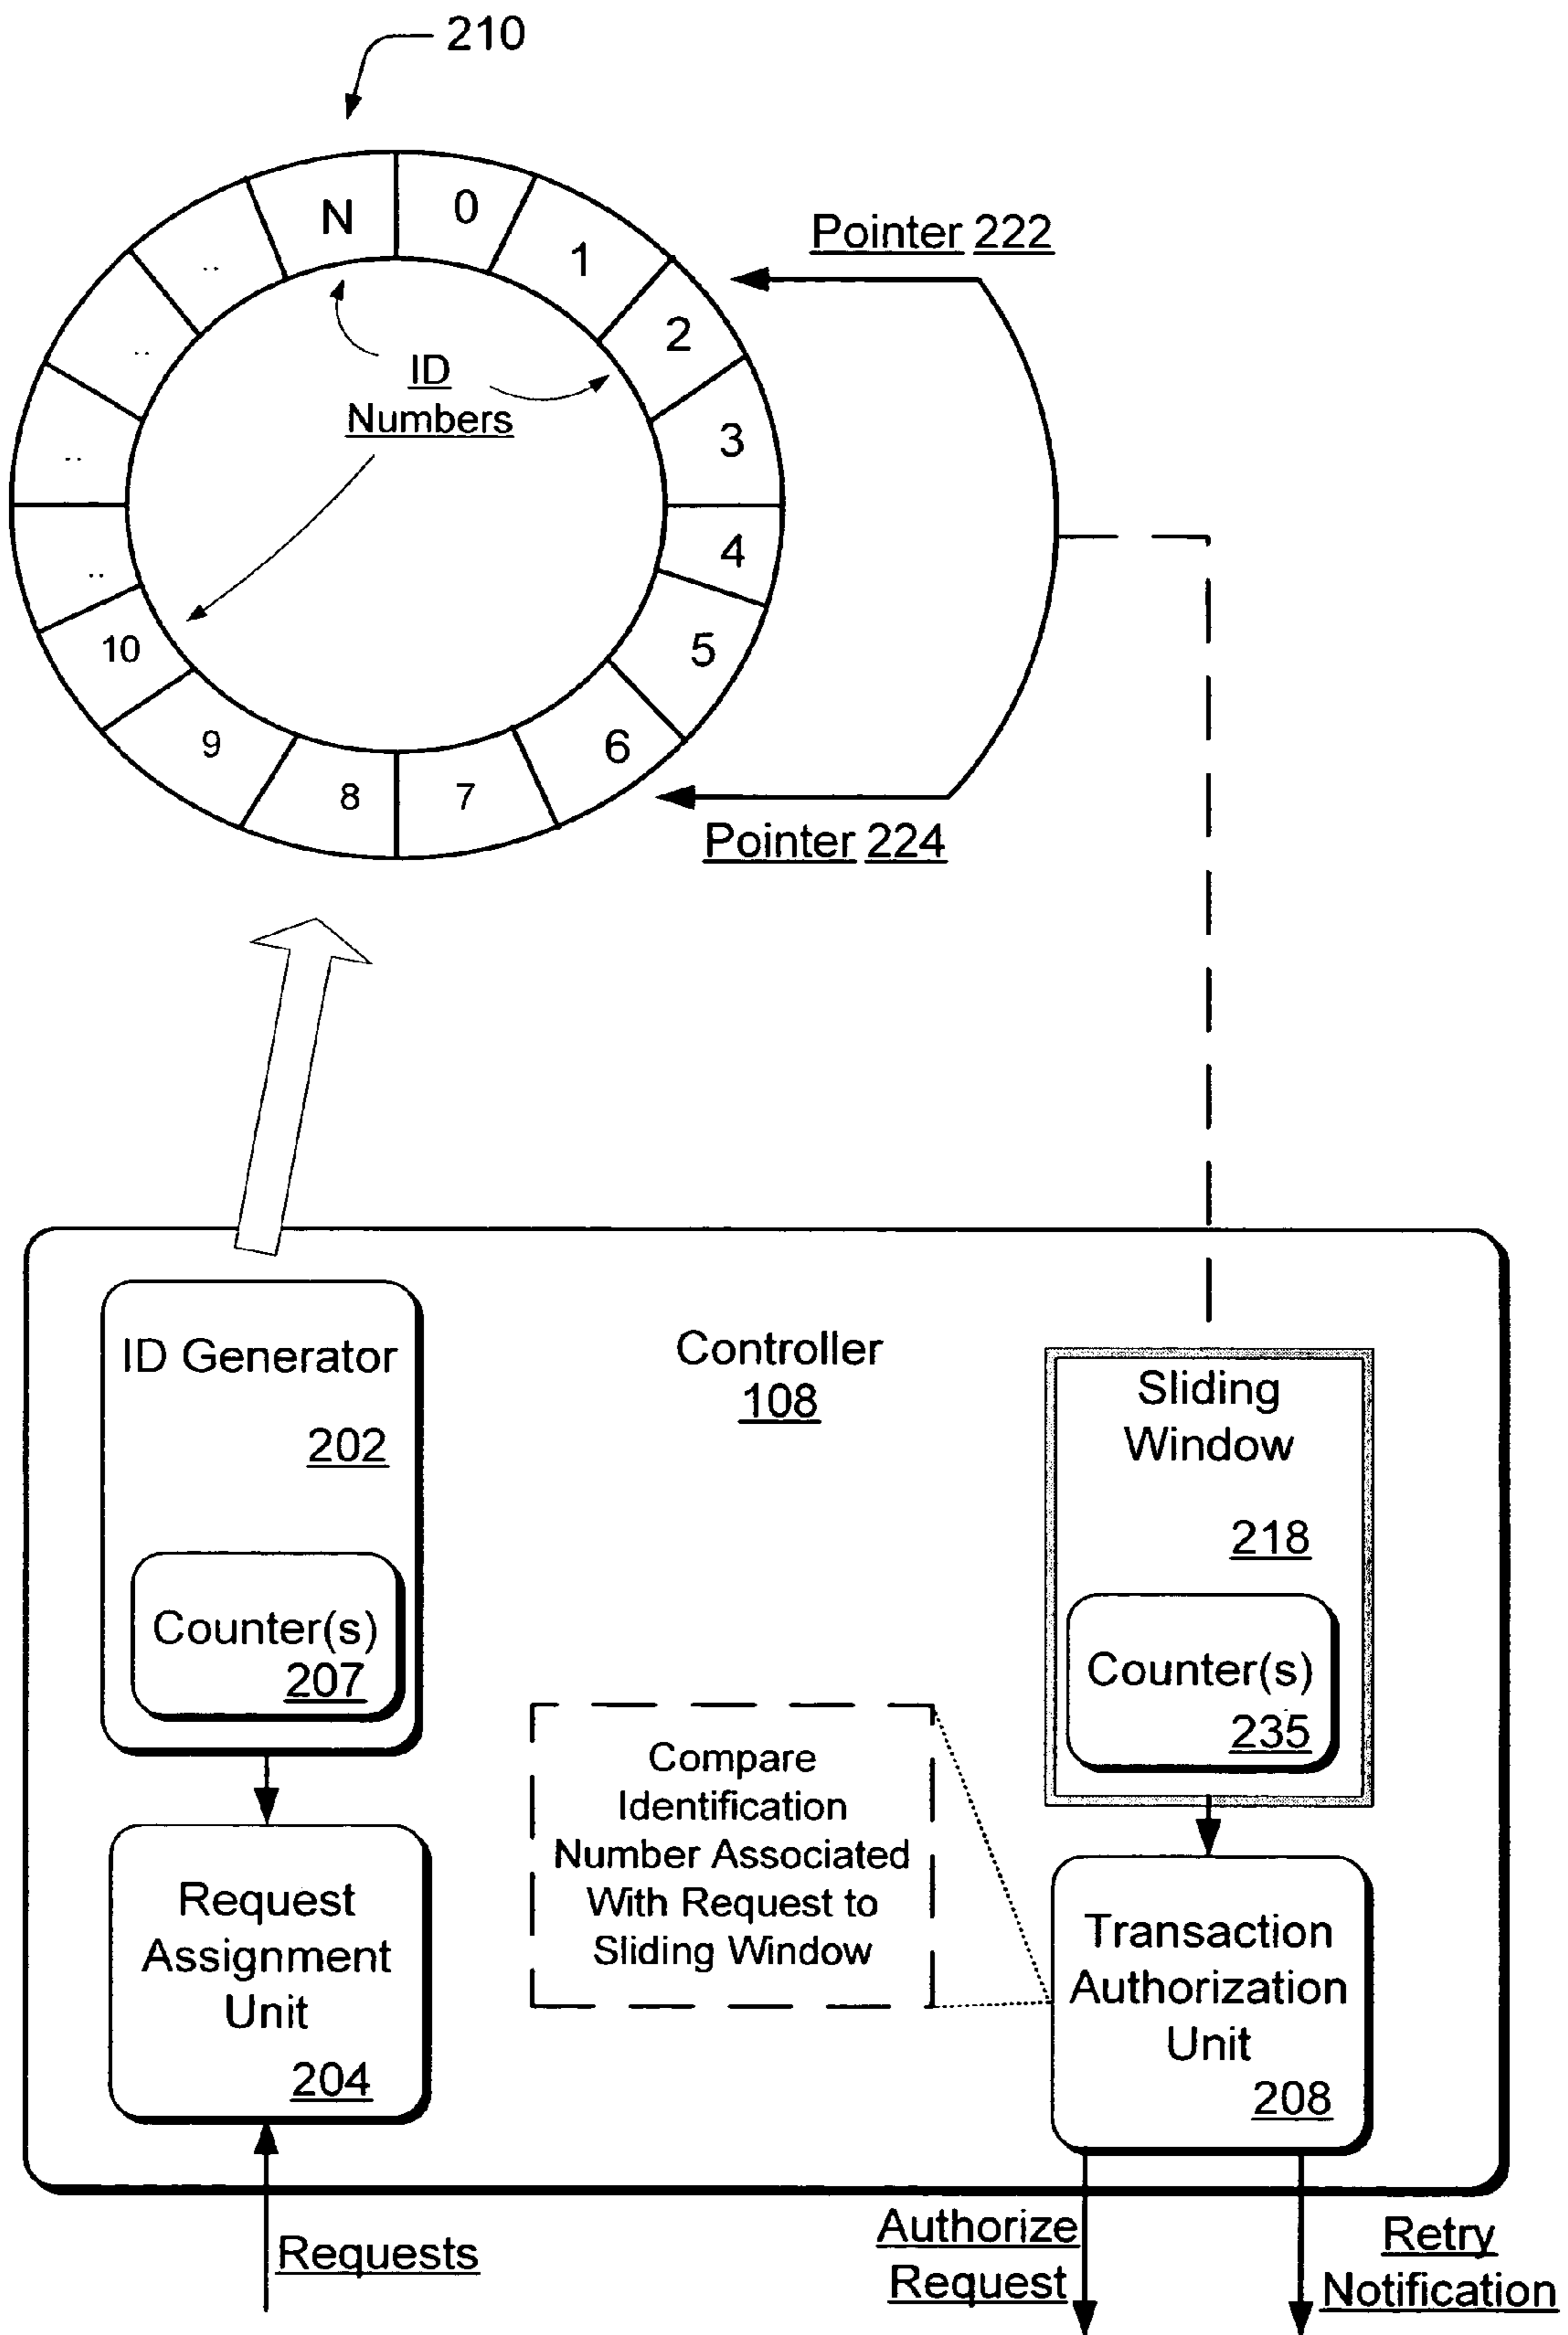 210
N
0
1
2
3
4
5
6
7
8
9
10
..
..
..
..
ID
Numbers
Pointer 222
Pointer 224
ID Generator
202
Counter(s)
207
Request
Assignment
Unit
204
Requests
Controller
108
Compare
Identification
Number Associated
With Request to
Sliding Window
Sliding
Window
218
Counter(s)
235
Transaction
Authorization
Unit
208
Authorize
Request
Retry
Notification